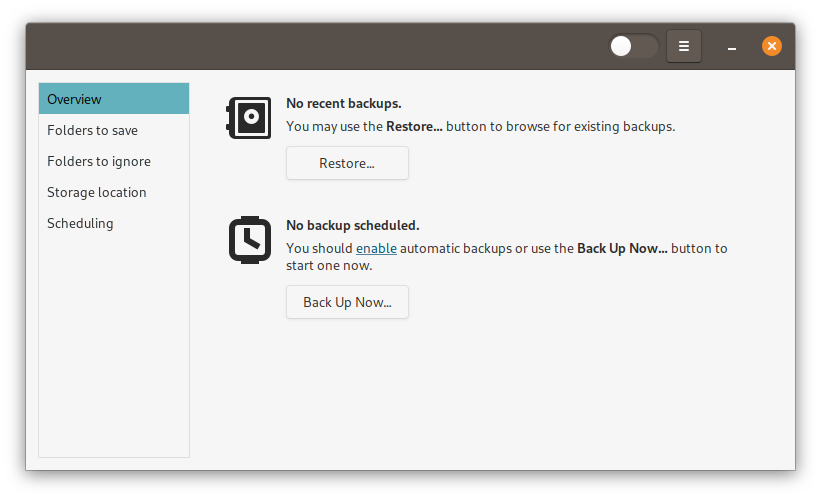 Overview
Folders to save
Folders to ignore
Storage location
Scheduling
No recent backups.
You may use the Restore... button to browse for existing backups.
Restore...
No backup scheduled.
You should enable automatic backups or use the Back Up Now... button to
start one now.
Back Up Now...